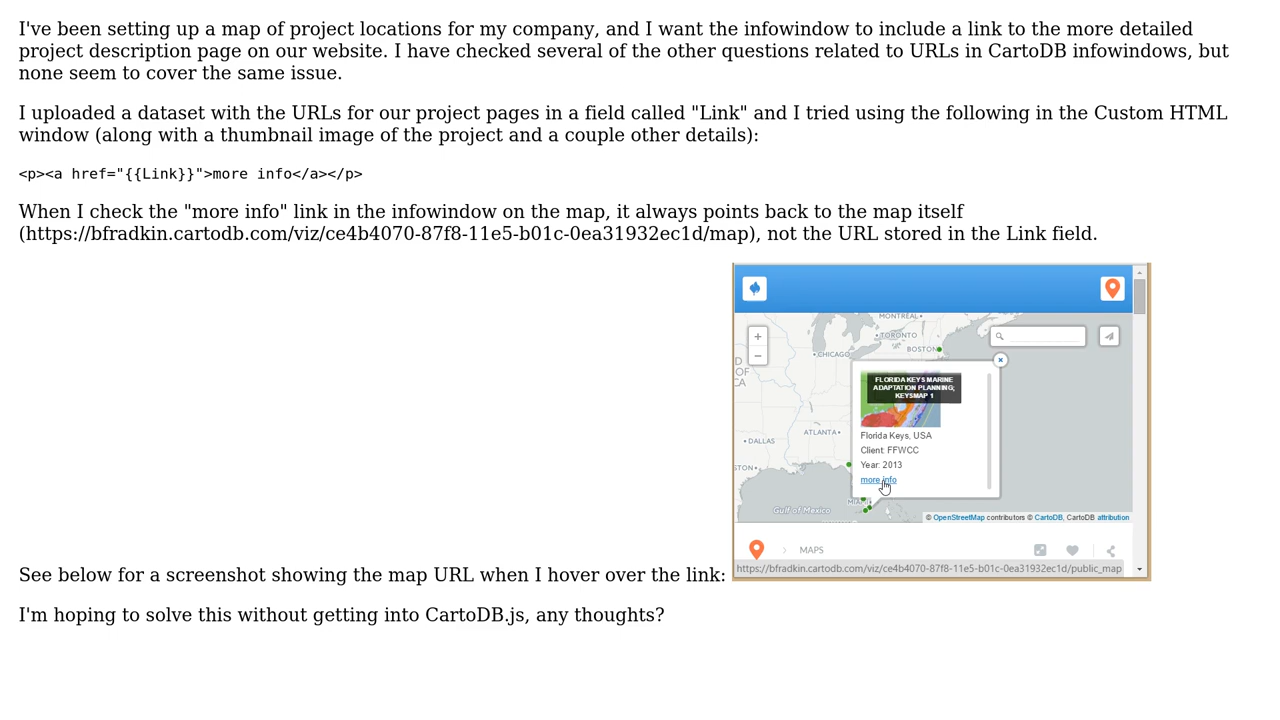 I've been setting up a map of project locations for my company, and I want the infowindow to include a link to the more detailed
project description page on our website. I have checked several of the other questions related to URLs in CartoDB infowindows, but
none seem to cover the same issue.
I uploaded a dataset with the URLs for our project pages in a field called "Link" and I tried using the following in the Custom HTML
window (along with a thumbnail image of the project and a couple other details):
<p><a href="{{Link}}">more info</a></p>
When I check the "more info" link in the infowindow on the map, it always points back to the map itself
(https://bfradkin.cartodb.com/viz/ce4b4070-87f8-11e5-b01c-0ea31932ec1d/map), not the URL stored in the Link field.
MONTREAL
TORONTO
BOSTON
CHICAGO
D
OF
CA
FLORIDA KEYS MARINE
ADAPTATION PLANNING;
KEYSMAP 1
ATLANTA
DALLAS
STON
Florida Keys, USA
Client: FFWCC
Year: 2013
more info
MIAMI
Gulf of Mexico
© OpenStreetMap contributors © CartoDB, CartoDB attribution
MAPS
https://bfradkin.cartodb.com/viz/ce4b4070-87f8-11e5-b01c-0ea31932ec1d/public_map
See below for a screenshot showing the map URL when I hover over the link:
I'm hoping to solve this without getting into CartoDB.js, any thoughts?